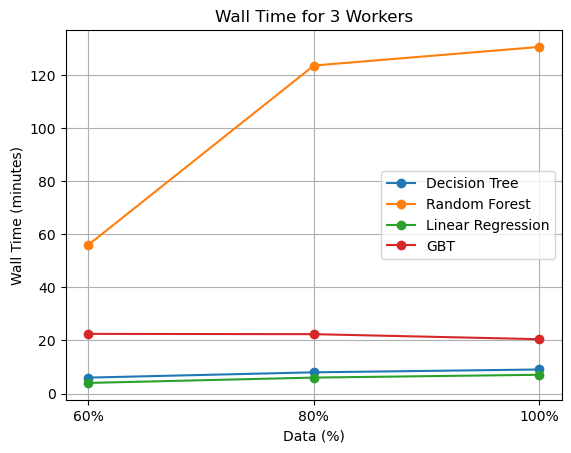 Wall Time for 3 Workers
Wall Time (minutes)
120
100
80
60
40
20
0
Decision Tree
Random Forest
Linear Regression
GBT
60%
80%
100%
Data (%)